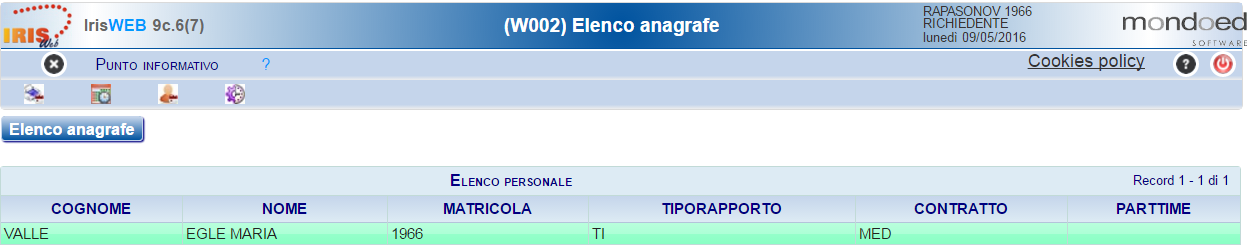 IRIS Web
IrisWEB 9c.6(7)
(W002) Elenco anagrafe
RAPASONOV 1966
RICHIEDENTE
lunedì 09/05/2016
mondoed
SOFTWARE
PUNTO INFORMATIVO ?
Cookies policy ?
Elenco anagrafe
ELENCO PERSONALE
Record 1 - 1 di 1
COGNOME NOME MATRICOLA TIPORAPPORTO CONTRATTO PARTTIME
VALLE EGLE MARIA 1966 TI MED